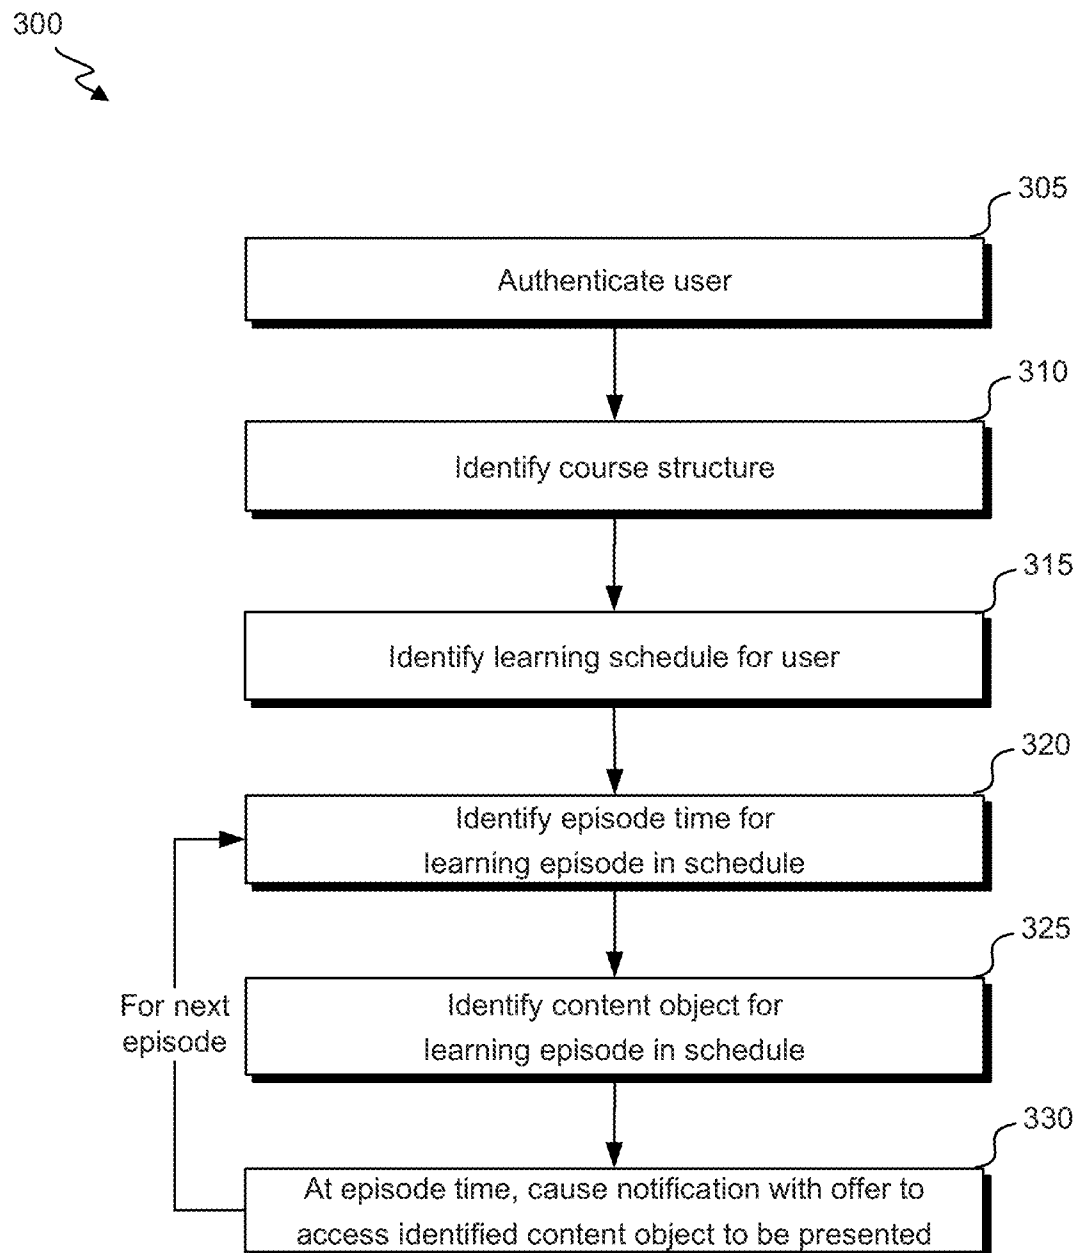 300
305
Authenticate user
310
Identify course structure
315
Identify learning schedule for user
320
Identify episode time for
learning episode in schedule
325
Identify content object for
learning episode in schedule
For next
episode
330
At episode time, cause notification with offer to
access identified content object to be presented